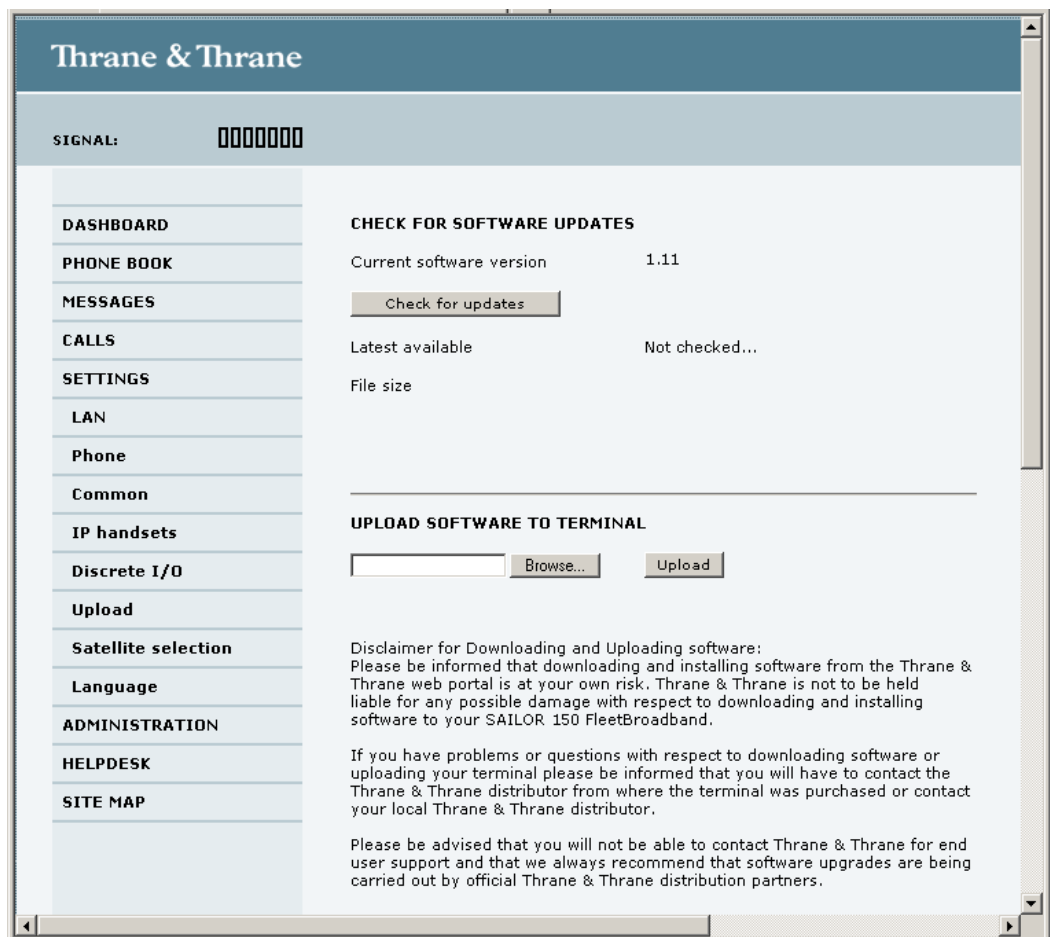 Thrane & Thrane
SIGNAL:
DASHBOARD
PHONE BOOK
MESSAGES
CALLS
SETTINGS
LAN
Phone
Common
IP handsets
Discrete I/O
Upload
Satellite selection
Language
ADMINISTRATION
HELPDESK
SITE MAP
CHECK FOR SOFTWARE UPDATES
Current software version 1.11
Check for updates
Latest available Not checked...
File size
UPLOAD SOFTWARE TO TERMINAL
Browse... Upload
Disclaimer for Downloading and Uploading software:
Please be informed that downloading and installing software from the Thrane &
Thrane web portal is at your own risk. Thrane & Thrane is not to be held
liable for any possible damage with respect to downloading and installing
software to your SAILOR 150 FleetBroadband.
If you have problems or questions with respect to downloading software or
uploading your terminal please be informed that you will have to contact the
Thrane & Thrane distributor from where the terminal was purchased or contact
your local Thrane & Thrane distributor.
Please be advised that you will not be able to contact Thrane & Thrane for end
user support and that we always recommend that software upgrades are being
carried out by official Thrane & Thrane distribution partners.